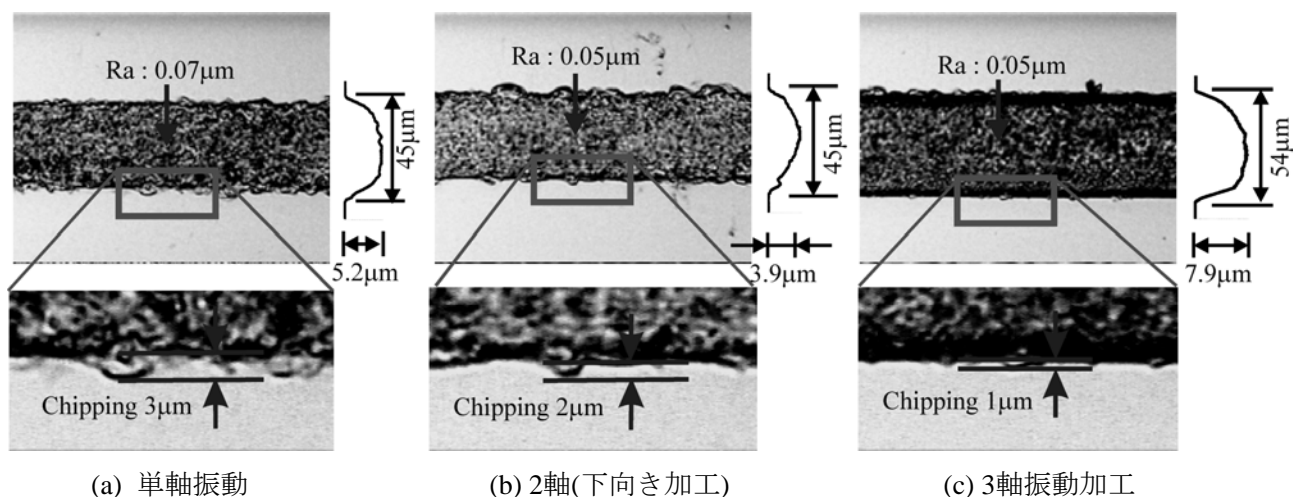 Ra : 0.07μm
45μm
5.2μm
Chipping 3μm
(a) 単軸振動
Ra : 0.05μm
45μm
3.9μm
Chipping 2μm
(b) 2軸(下向き加工)
Ra : 0.05μm
54μm
7.9μm
Chipping 1μm
(c) 3軸振動加工